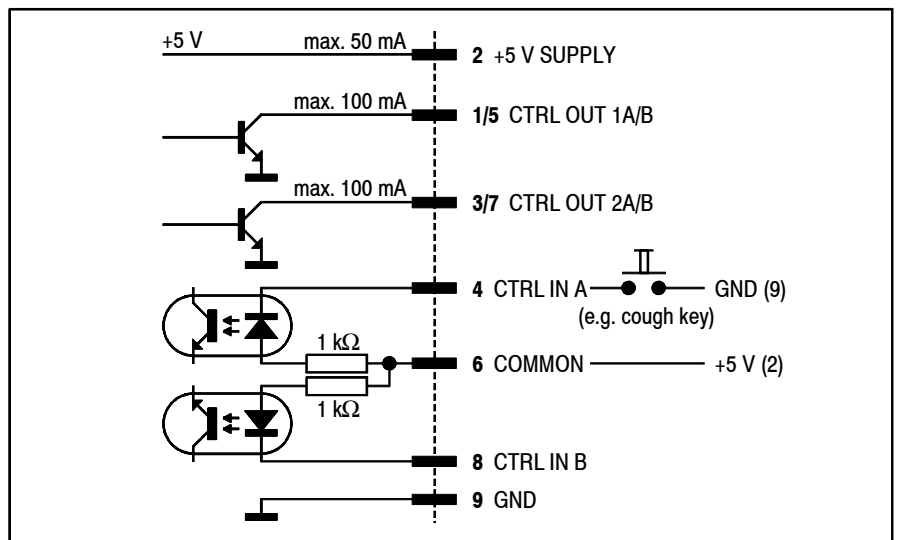 +5 V max. 50 mA 2 +5 V SUPPLY
max. 100 mA 1/5 CTRL OUT 1A/B
max. 100 mA 3/7 CTRL OUT 2A/B
4 CTRL IN A GND (9)
(e.g. cough key)
1 kΩ
6 COMMON +5 V (2)
1 kΩ
8 CTRL IN B
9 GND